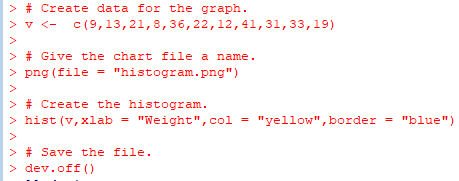 > # Create data for the graph.
> v <-  c(9,13,21,8,36,22,12,41,31,33,19)
>
> # Give the chart file a name.
> png(file = "histogram.png")
>
> # Create the histogram.
> hist(v,xlab = "Weight",col = "yellow",border = "blue")
>
> # Save the file.
> dev.off()